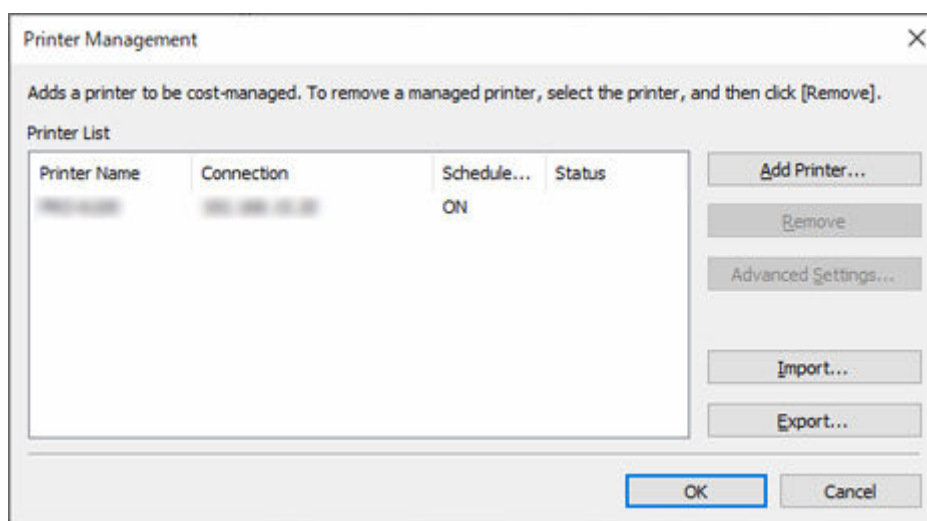 Printer Management
Adds a printer to be cost-managed. To remove a managed printer, select the printer, and then click [Remove].
Printer List
Printer Name Connection Schedule... Status
ON
Add Printer...
Remove
Advanced Settings...
Import...
Export...
OK Cancel